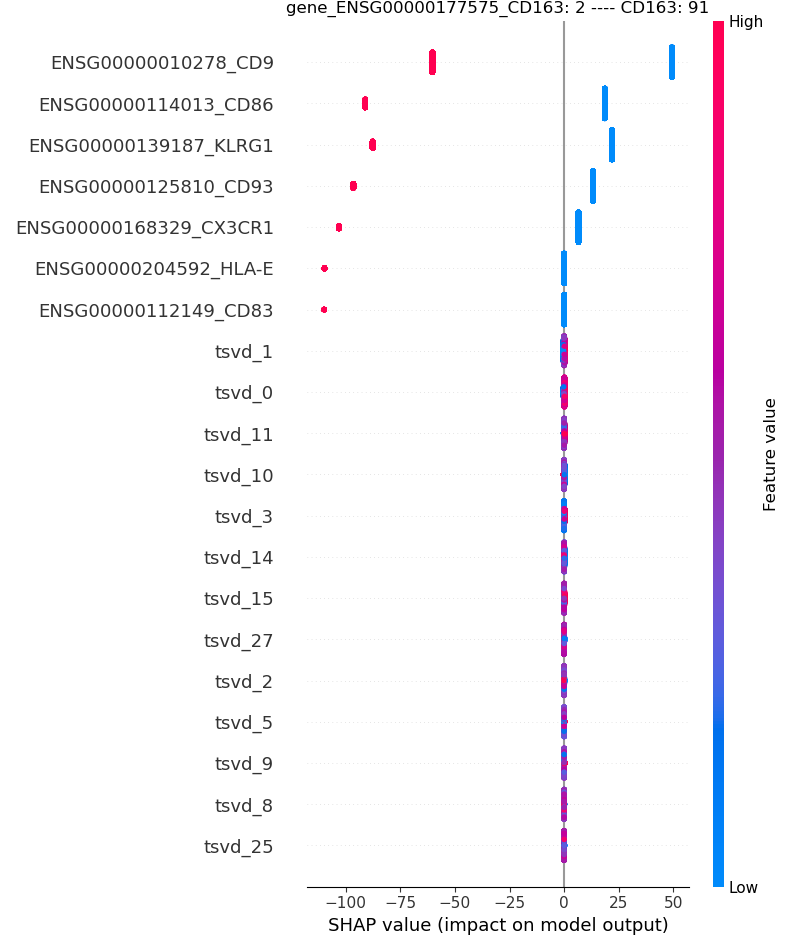 gene_ENSG00000177575_CD163: 2 ---- CD163: 91
High
ENSG00000010278_CD9
ENSG00000114013_CD86
ENSG00000139187_KLRG1
ENSG00000125810_CD93
ENSG00000168329_CX3CR1
ENSG00000204592_HLA-E
ENSG00000112149_CD83
tsvd_1
tsvd_0
tsvd_11
tsvd_10
tsvd_3
tsvd_14
tsvd_15
tsvd_27
tsvd_2
tsvd_5
tsvd_9
tsvd_8
tsvd_25
Feature value
Low
−100 −75 −50 −25 0 25 50
SHAP value (impact on model output)